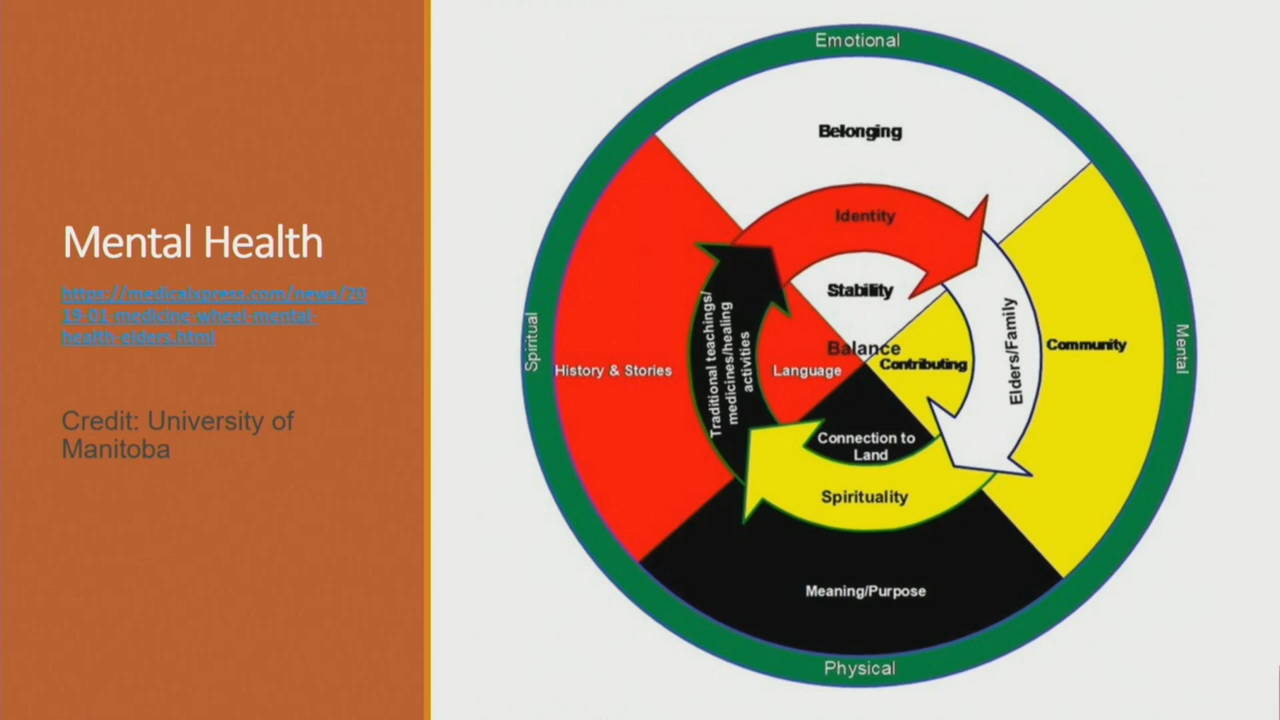 Mental Health
https://medicalxpress.com/news/20
19-01-medicine-wheel-mental-
health-elders.html
Credit: University of
Manitoba
Emotional
Belonging
Identity
Stability
Balance
Spiritual
History & Stories
Traditional teachings/
medicines/healing
activities
Language
Contributing
Elders/Family
Community
Mental
Connection to
Land
Spirituality
Meaning/Purpose
Physical